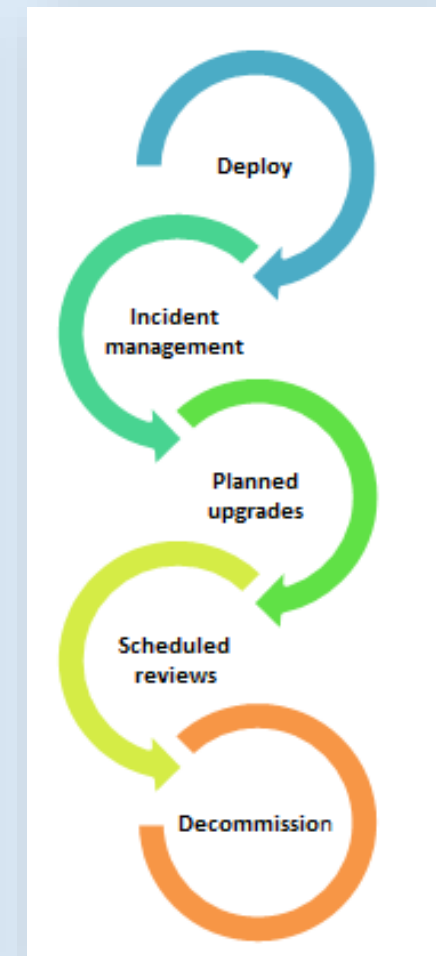 Deploy
Incident
management
Planned
upgrades
Scheduled
reviews
Decommission